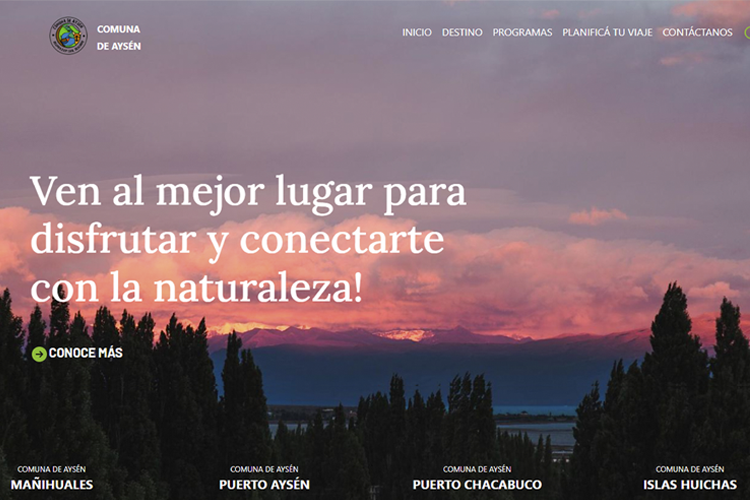 COMUNA
DE AYSÉN
INICIO DESTINO PROGRAMAS PLANIFICÁ TU VIAJE CONTÁCTANOS
Ven al mejor lugar para
disfrutar y conectarte
con la naturaleza!
CONOCE MÁS
COMUNA DE AYSÉN
MAÑIHUALES
COMUNA DE AYSÉN
PUERTO AYSÉN
COMUNA DE AYSÉN
PUERTO CHACABUCO
COMUNA DE AYSÉN
ISLAS HUICHAS